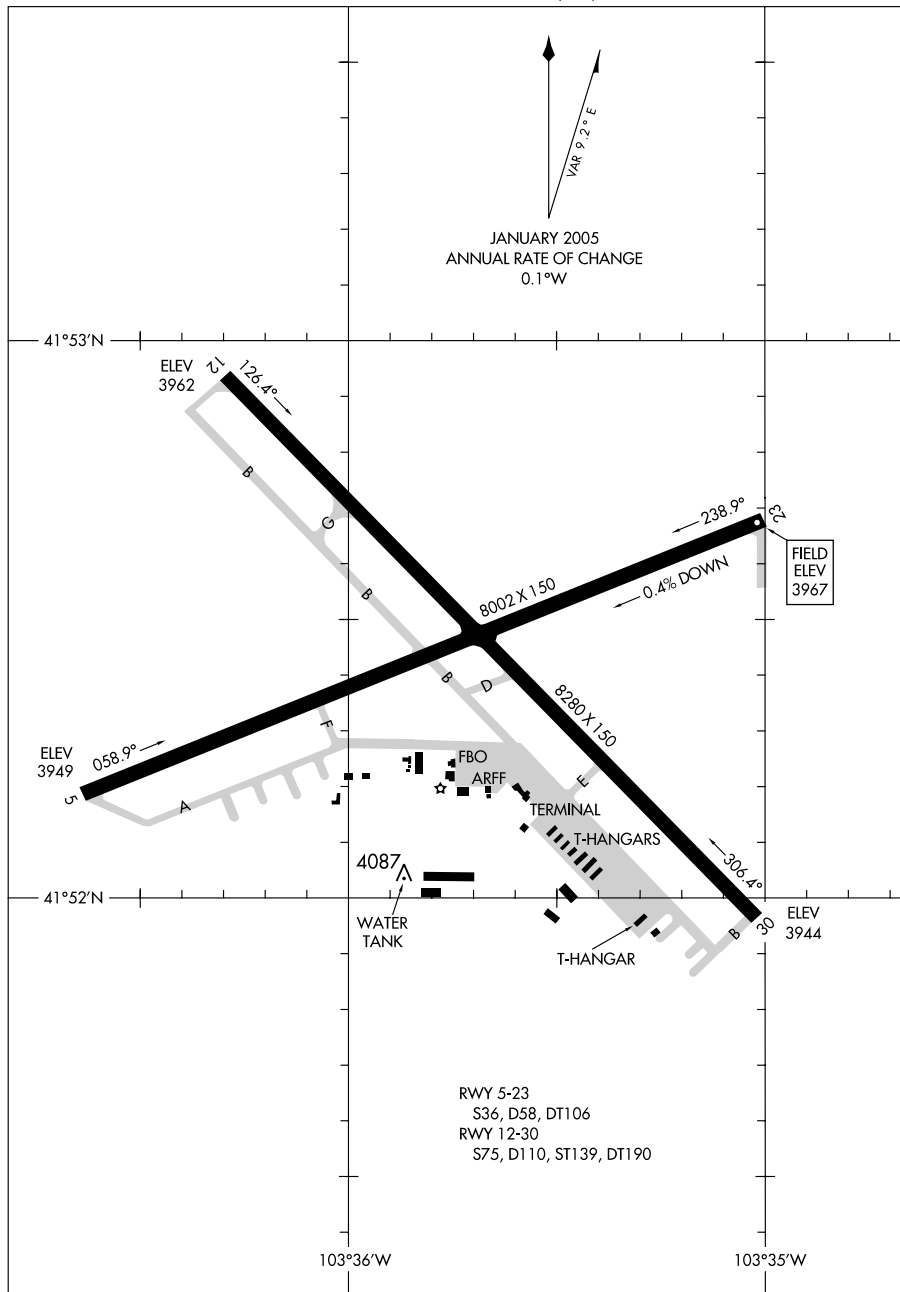 VAR 9.2° E
JANUARY 2005
ANNUAL RATE OF CHANGE
0.1°W
41°53'N
ELEV
3962
12
126.4°
B
G
238.9°
23
FIELD
ELEV
3967
0.4% DOWN
8002 X 150
B
B
D
8280 X 150
F
ELEV
3949
058.9°
5
A
FBO
ARFF
E
TERMINAL
T-HANGARS
4087
WATER
TANK
306.4°
41°52'N
ELEV
3944
30
B
T-HANGAR
RWY 5-23
S36, D58, DT106
RWY 12-30
S75, D110, ST139, DT190
103°36'W
103°35'W